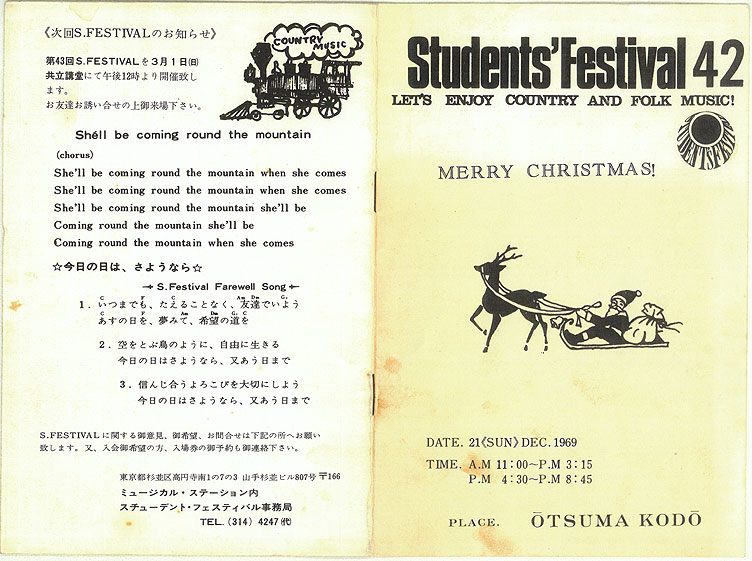 《次回S.FESTIVALのお知らせ》
第43回S.FESTIVALを3月1日(日)
共立講堂にて午後12時より開催致し
ます。
お友達お誘い合せの上御来場下さい。
COUNTRY
MUSIC
Shéll be coming round the mountain
(chorus)
She'll be coming round the mountain when she comes
She'll be coming round the mountain when she comes
She'll be coming round the mountain she'll be
Coming round the mountain she'll be
Coming round the mountain when she comes
☆今日の日は、さようなら☆
S.Festival Farewell Song
C F C Am Dm G7
1. いつまでも、たえることなく、友達でいよう
C F Am Dm G7 C
あすの日を、夢みて、希望の道を
2. 空をとぶ鳥のように、自由に生きる
今日の日はさようなら、又あう日まで
3. 信んじ合うよろこびを大切にしよう
今日の日はさようなら、又あう日まで
S.FESTIVALに関する御意見、御希望、お問合せは下記の所へお願い
致します。又、入会御希望の方、入場券の御予約も御連絡下さい。
東京都杉並区高円寺南1の7の3 山手杉並ビル807号 〒166
ミュージカル・ステーション内
スチューデント・フェスティバル事務局
TEL. (314) 4247 (代)
Students' Festival 42
LET'S ENJOY COUNTRY AND FOLK MUSIC!
STUDENTS'FESTIVAL
MERRY CHRISTMAS!
DATE. 21《SUN》DEC. 1969
TIME. A.M 11:00~P.M 3:15
P.M 4:30~P.M 8:45
PLACE. ŌTSUMA KODŌ